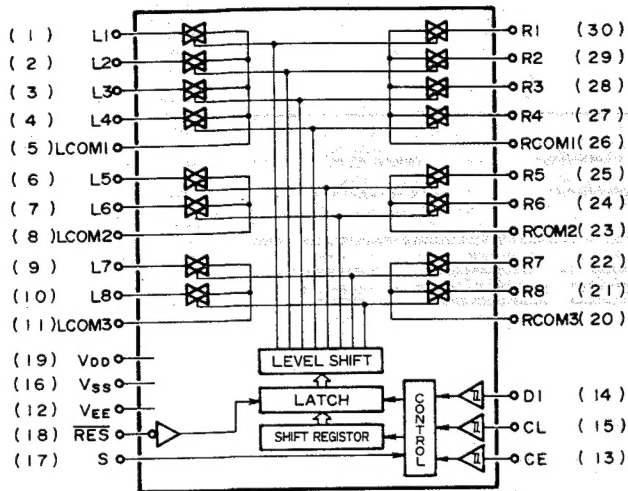 ( 1 ) L1 R1 (30)
( 2 ) L2 R2 (29)
( 3 ) L3 R3 (28)
( 4 ) L4 R4 (27)
( 5 ) LCOM1 RCOM1 (26)
( 6 ) L5 R5 (25)
( 7 ) L6 R6 (24)
( 8 ) LCOM2 RCOM2 (23)
( 9 ) L7 R7 (22)
(10) L8 R8 (21)
(11) LCOM3 RCOM3 (20)
(19) VDD LEVEL SHIFT
(16) VSS
(12) VEE LATCH CONTROL DI (14)
(18) RES SHIFT REGISTOR CL (15)
(17) S CE (13)